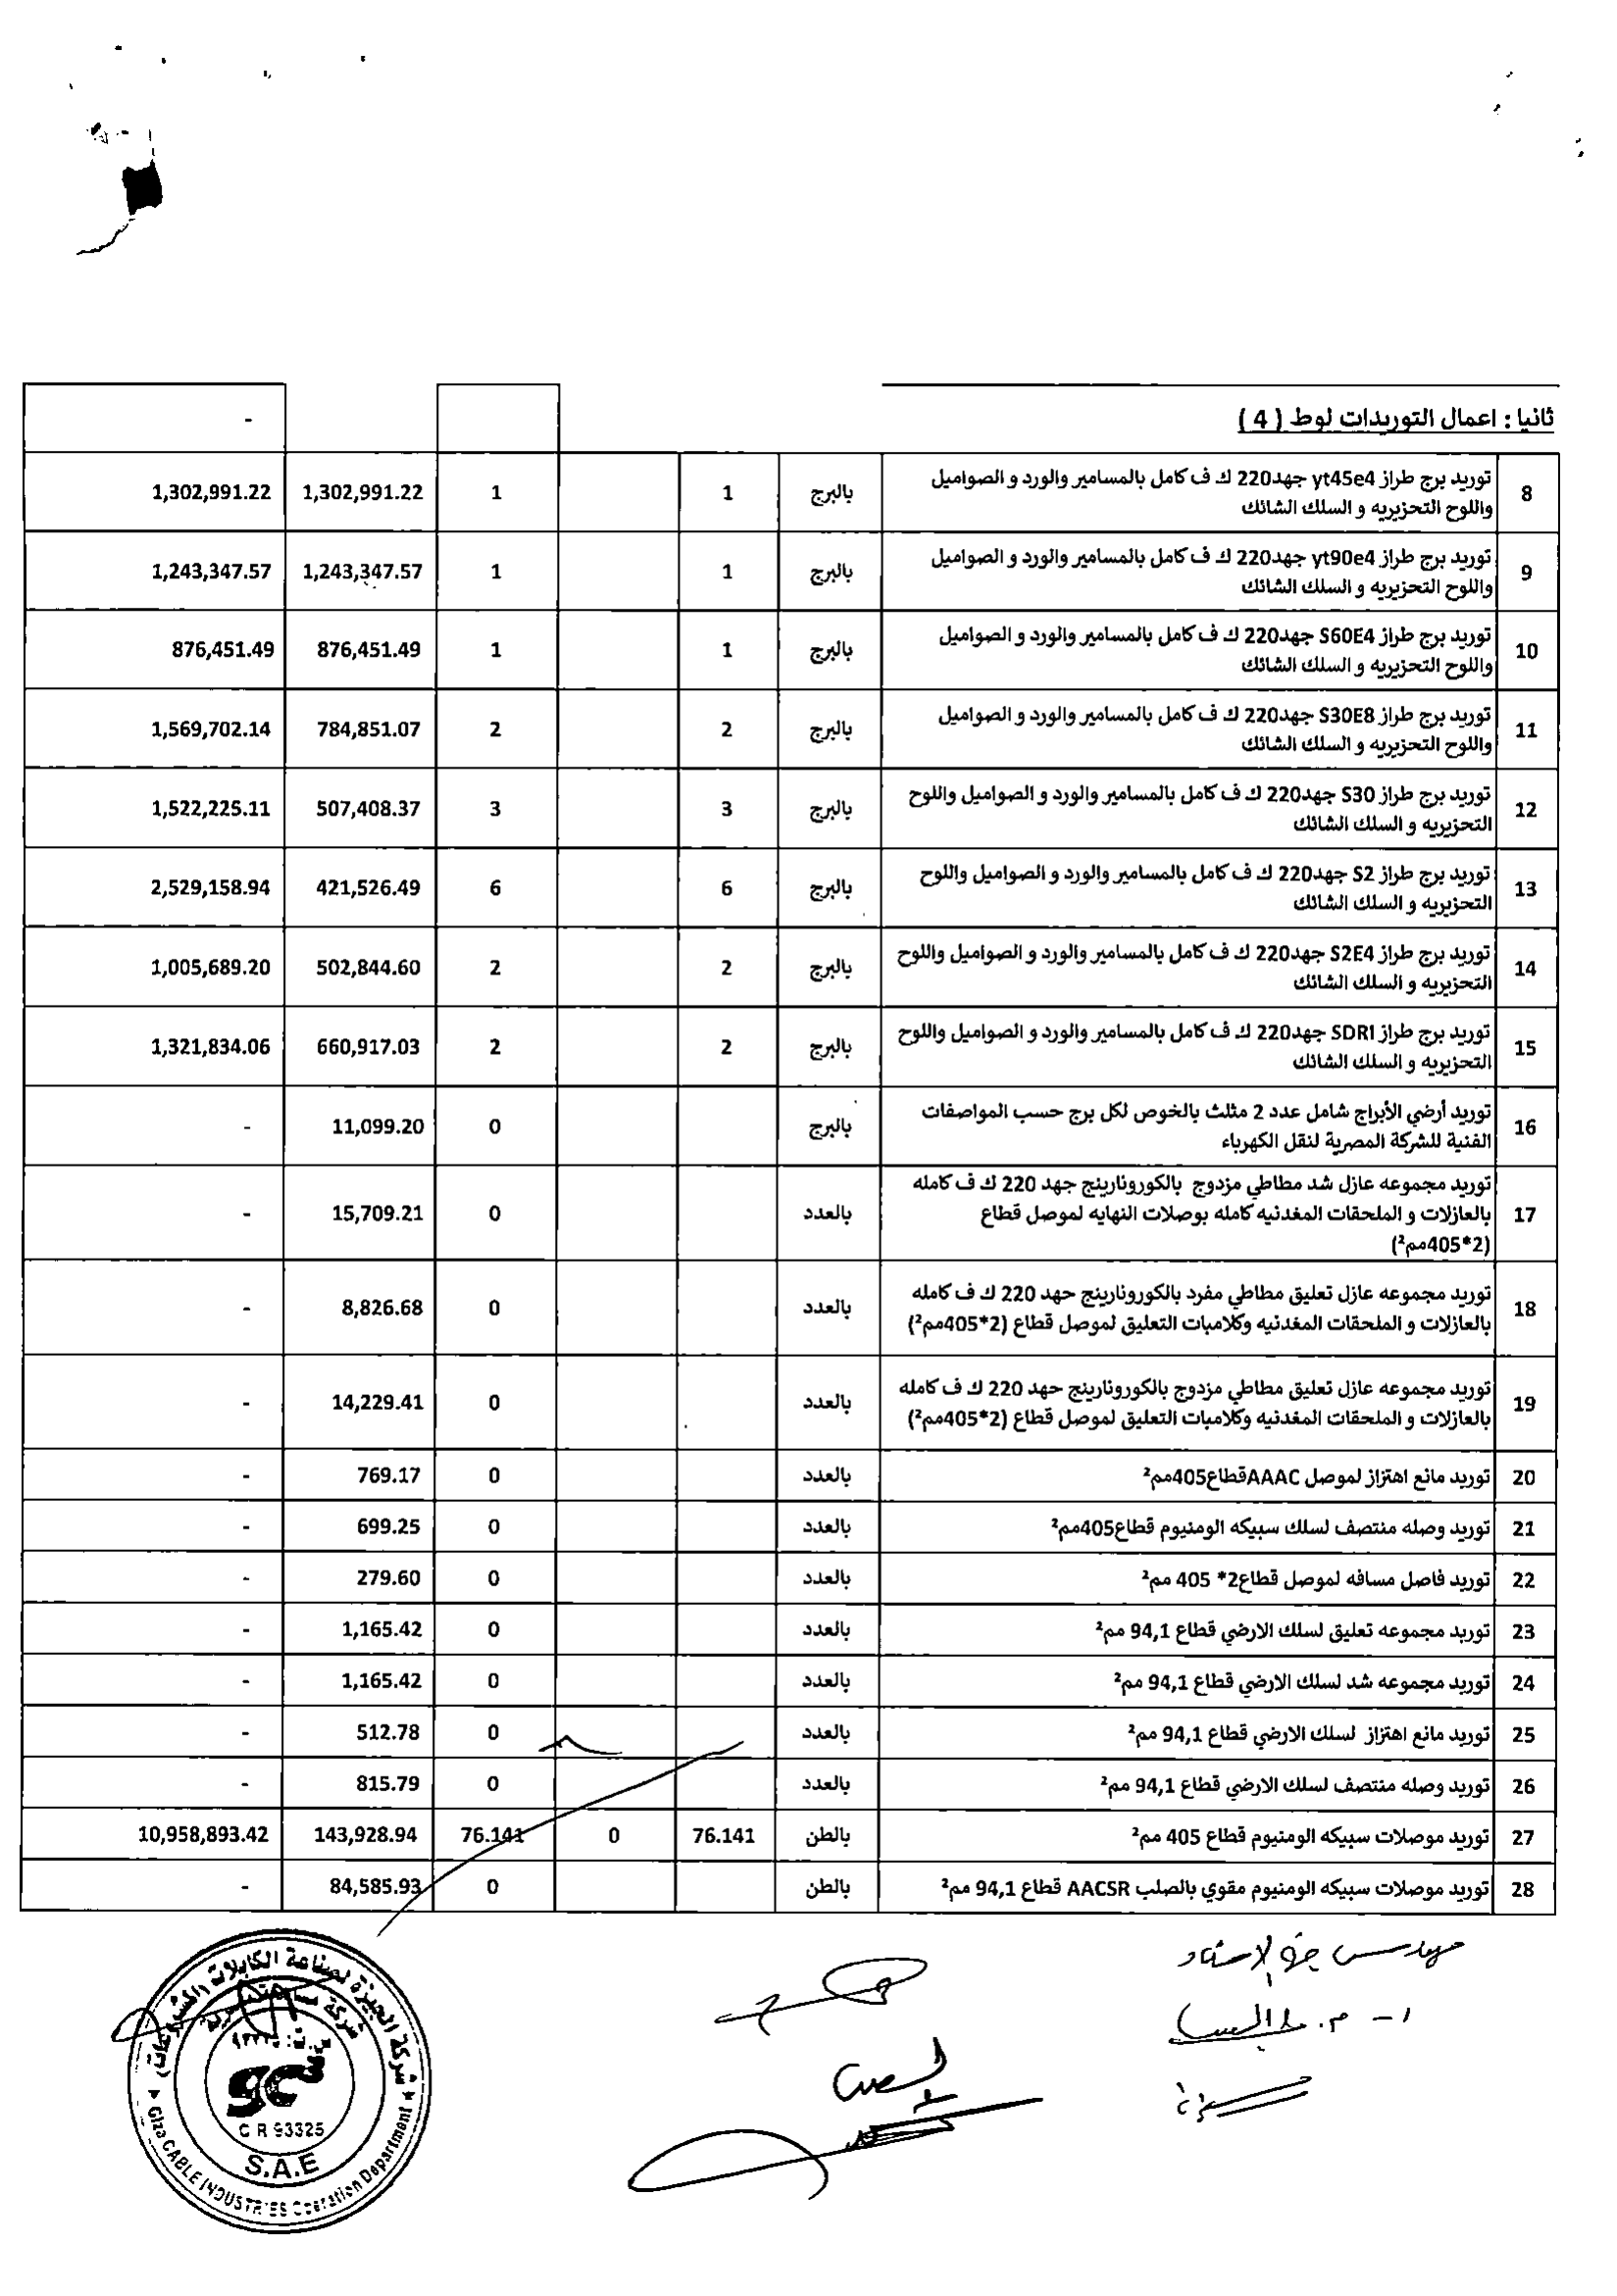 ثانيا : اعمال التوريدات لوط ( 4 )
-
8 توريد برج طراز yt45e4 جهد220 ك ف كامل بالمسامير والورد و الصواميل واللوح التحزيريه و السلك الشائك بالبرج 1 1 1,302,991.22 1,302,991.22
9 توريد برج طراز yt90e4 جهد220 ك ف كامل بالمسامير والورد و الصواميل واللوح التحزيريه و السلك الشائك بالبرج 1 1 1,243,347.57 1,243,347.57
10 توريد برج طراز S60E4 جهد220 ك ف كامل بالمسامير والورد و الصواميل واللوح التحزيريه و السلك الشائك بالبرج 1 1 876,451.49 876,451.49
11 توريد برج طراز S30E8 جهد220 ك ف كامل بالمسامير والورد و الصواميل واللوح التحزيريه و السلك الشائك بالبرج 2 2 784,851.07 1,569,702.14
12 توريد برج طراز S30 جهد220 ك ف كامل بالمسامير والورد و الصواميل واللوح التحزيريه و السلك الشائك بالبرج 3 3 507,408.37 1,522,225.11
13 توريد برج طراز S2 جهد220 ك ف كامل بالمسامير والورد و الصواميل واللوح التحزيريه و السلك الشائك بالبرج 6 6 421,526.49 2,529,158.94
14 توريد برج طراز S2E4 جهد220 ك ف كامل بالمسامير والورد و الصواميل واللوح التحزيريه و السلك الشائك بالبرج 2 2 502,844.60 1,005,689.20
15 توريد برج طراز SDRI جهد220 ك ف كامل بالمسامير والورد و الصواميل واللوح التحزيريه و السلك الشائك بالبرج 2 2 660,917.03 1,321,834.06
16 توريد أرضي الأبراج شامل عدد 2 مثلث بالخوص لكل برج حسب المواصفات الفنية للشركة المصرية لنقل الكهرباء بالبرج 0 11,099.20 -
17 توريد مجموعه عازل شد مطاطي مزدوج بالكورونارينج جهد 220 ك ف كامله بالعازلات و الملحقات المغدنيه كامله بوصلات النهايه لموصل قطاع (2*405مم²) بالعدد 0 15,709.21 -
18 توريد مجموعه عازل تعليق مطاطي مفرد بالكورونارينج حهد 220 ك ف كامله بالعازلات و الملحقات المغدنيه وكلامبات التعليق لموصل قطاع (2*405مم²) بالعدد 0 8,826.68 -
19 توريد مجموعه عازل تعليق مطاطي مزدوج بالكورونارينج حهد 220 ك ف كامله بالعازلات و الملحقات المغدنيه وكلامبات التعليق لموصل قطاع (2*405مم²) بالعدد 0 14,229.41 -
20 توريد مانع اهتزاز لموصل AAACقطاع405مم² بالعدد 0 769.17 -
21 توريد وصله منتصف لسلك سبيكه الومنيوم قطاع405مم² بالعدد 0 699.25 -
22 توريد فاصل مسافه لموصل قطاع2* 405 مم² بالعدد 0 279.60 -
23 توريد مجموعه تعليق لسلك الارضي قطاع 94,1 مم² بالعدد 0 1,165.42 -
24 توريد مجموعه شد لسلك الارضي قطاع 94,1 مم² بالعدد 0 1,165.42 -
25 توريد مانع اهتزاز لسلك الارضي قطاع 94,1 مم² بالعدد 0 512.78 -
26 توريد وصله منتصف لسلك الارضي قطاع 94,1 مم² بالعدد 0 815.79 -
27 توريد موصلات سبيكه الومنيوم قطاع 405 مم² بالطن 76.141 0 76.141 143,928.94 10,958,893.42
28 توريد موصلات سبيكه الومنيوم مقوي بالصلب AACSR قطاع 94,1 مم² بالطن 0 84,585.93 -
شركة الجيزة لصناعة الكابلات
شركة مساهمة
C R 93325
S.A.E
Giza CABLE INDUSTRIES Operation Department